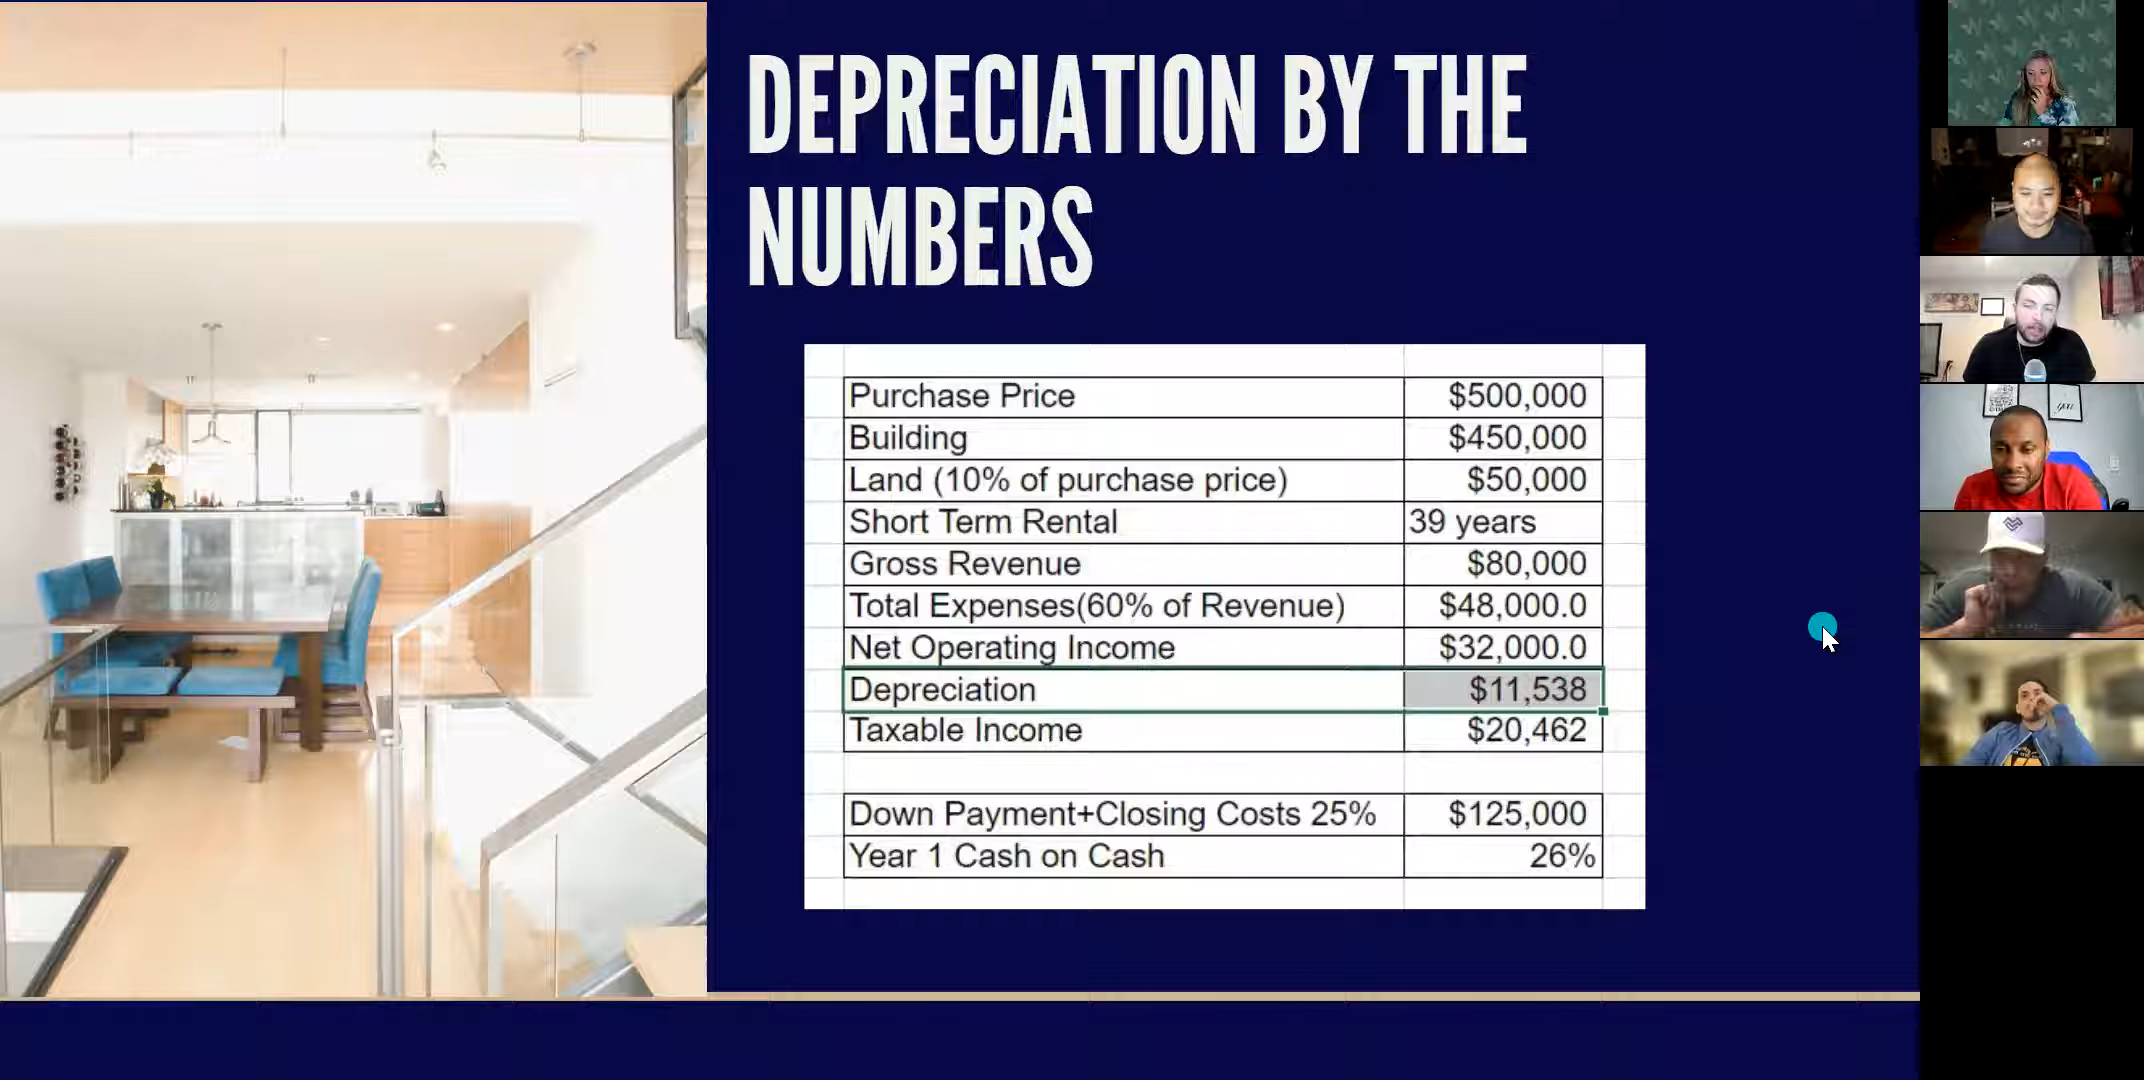 DEPRECIATION BY THE
NUMBERS
Purchase Price $500,000
Building $450,000
Land (10% of purchase price) $50,000
Short Term Rental 39 years
Gross Revenue $80,000
Total Expenses(60% of Revenue) $48,000.0
Net Operating Income $32,000.0
Depreciation $11,538
Taxable Income $20,462
Down Payment+Closing Costs 25% $125,000
Year 1 Cash on Cash 26%